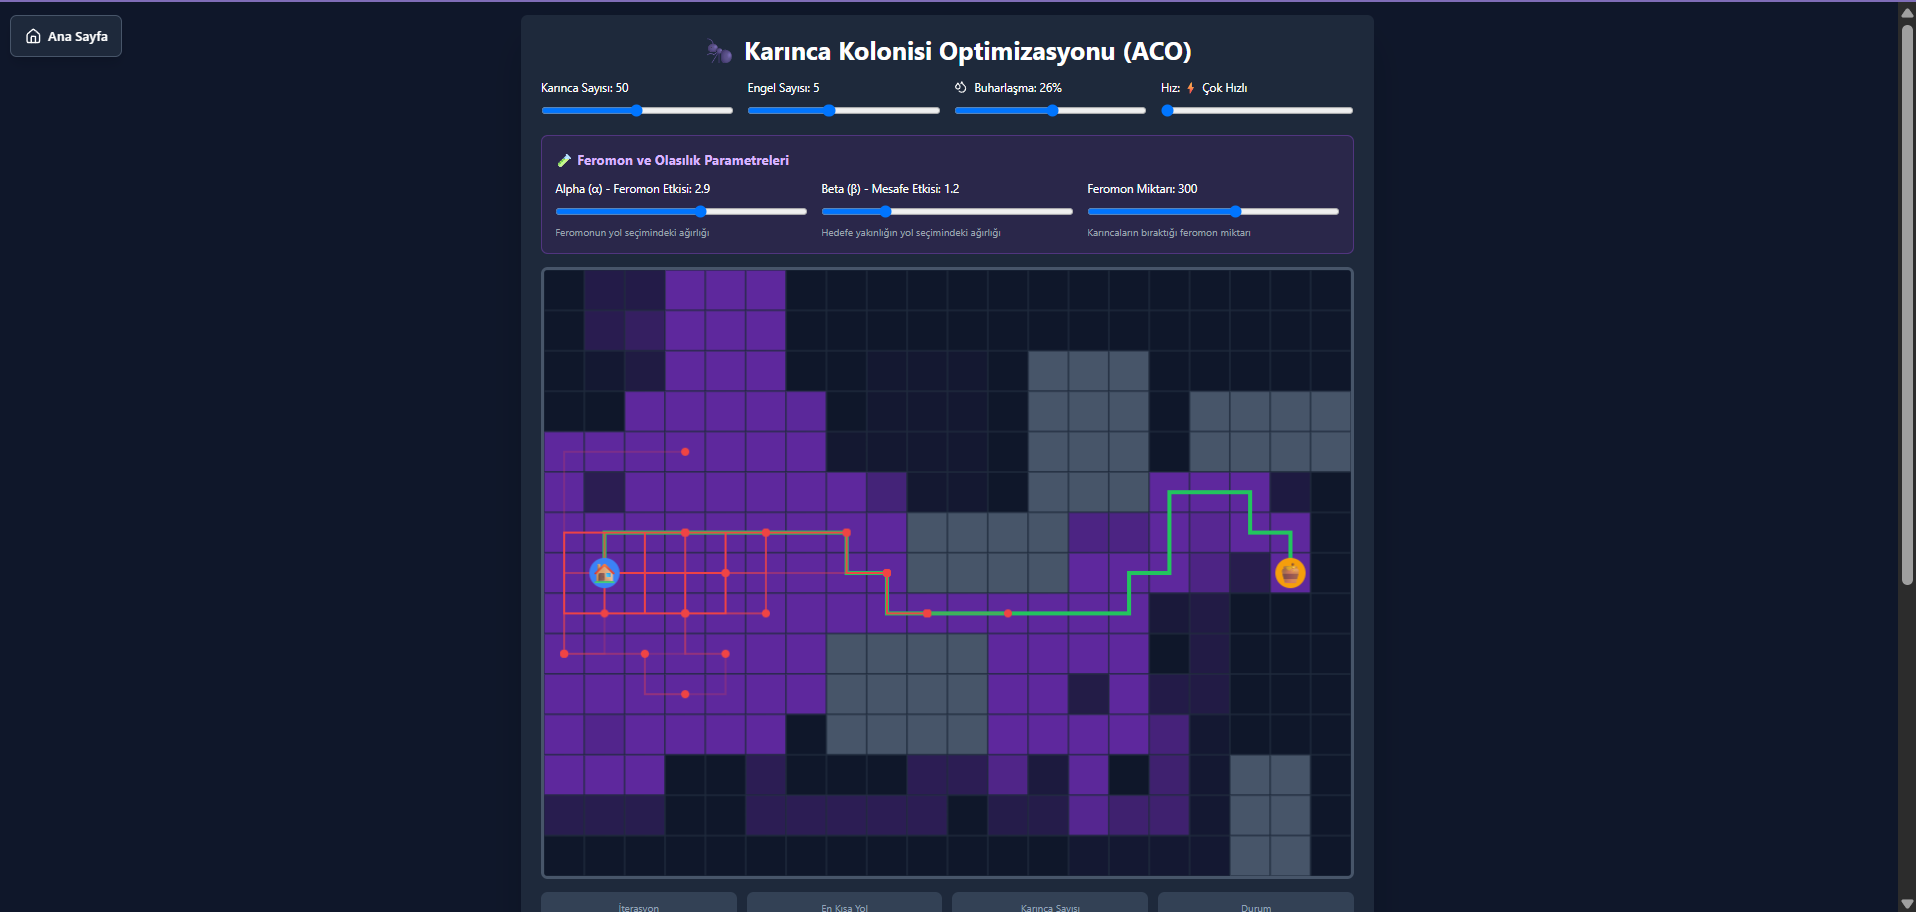 Ana Sayfa
Karınca Kolonisi Optimizasyonu (ACO)
Karınca Sayısı: 50
Engel Sayısı: 5
Buharlaşma: 26%
Hız: ⚡ Çok Hızlı
Feromon ve Olasılık Parametreleri
Alpha (α) - Feromon Etkisi: 2.9
Beta (β) - Mesafe Etkisi: 1.2
Feromon Miktarı: 300
Feromonun yol seçimindeki ağırlığı
Hedefe yakınlığın yol seçimindeki ağırlığı
Karıncaların bıraktığı feromon miktarı
İterasyon
En Kısa Yol
Karınca Sayısı
Durum